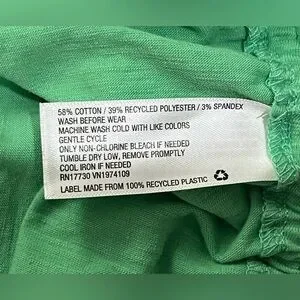 58% COTTON / 39% RECYCLED POLYESTER / 3% SPANDEX
WASH BEFORE WEAR
MACHINE WASH COLD WITH LIKE COLORS
GENTLE CYCLE
ONLY NON-CHLORINE BLEACH IF NEEDED
TUMBLE DRY LOW, REMOVE PROMPTLY
COOL IRON IF NEEDED
RN17730 VN1974109
LABEL MADE FROM 100% RECYCLED PLASTIC